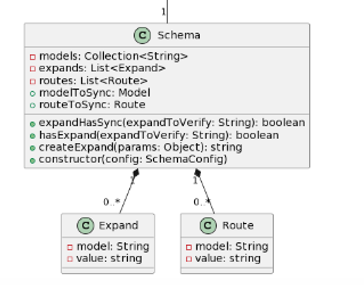 1
C Schema
models: Collection<String>
expands: List<Expand>
routes: List<Route>
modelToSync: Model
routeToSync: Route
expandHasSync(expandToVerify: String): boolean
hasExpand(expandToVerify: String): boolean
createExpand(params: Object): string
constructor(config: SchemaConfig)
1 1
0..* 0..*
C Expand C Route
model: String model: String
value: string value: string